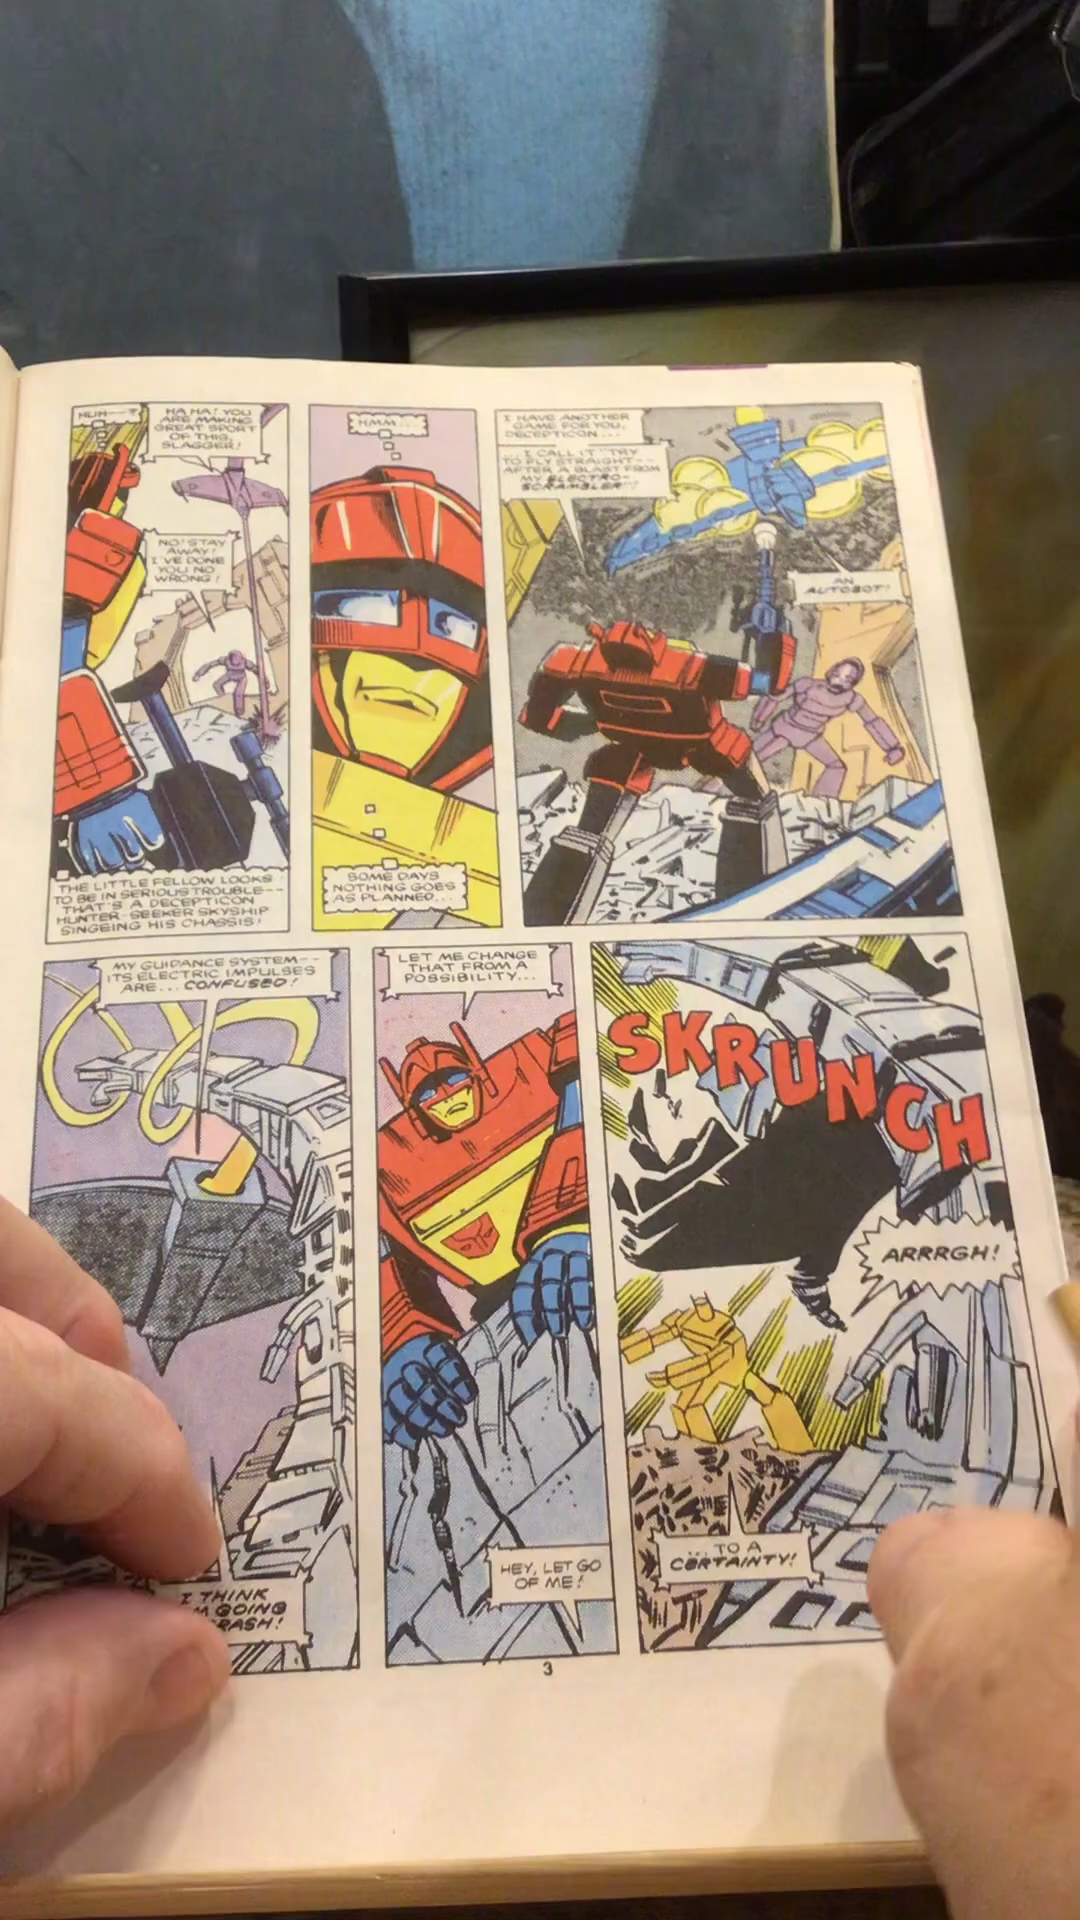 HUH---?
HA HA! YOU
ARE MAKING
GREAT SPORT
OF THIS,
SLAGGER!
NO! STAY
AWAY!
I'VE DONE
YOU NO
WRONG!
THE LITTLE FELLOW LOOKS
TO BE IN SERIOUS TROUBLE--
THAT'S A DECEPTICON
HUNTER-SEEKER SKYSHIP
SINGEING HIS CHASSIS!
HMM...
SOME DAYS
NOTHING GOES
AS PLANNED...
I HAVE ANOTHER
GAME FOR YOU,
DECEPTICON...
...I CALL IT "TRY
TO FLY STRAIGHT--
AFTER A BLAST FROM
MY ELECTRO-
SCRAMBLER"!
AN
AUTOBOT!
MY GUIDANCE SYSTEM--
ITS ELECTRIC IMPULSES
ARE... CONFUSED!
I THINK
GOING
LET ME CHANGE
THAT FROM A
POSSIBILITY...
HEY, LET GO
OF ME!
SKRUNCH
ARRRGH!
...TO A
CERTAINTY!
3